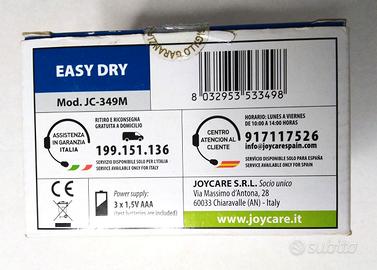 EASY DRY
Mod. JC-349M
8 032953 533498
ASSISTENZA
IN GARANZIA
ITALIA
RITIRO E RICONSEGNA
GRATUITA A DOMICILIO
199.151.136
SERVIZIO DISPONIBILE SOLO PER L'ITALIA
SERVICE AVAILABLE ONLY FOR ITALY
CENTRO
ATENCION AL
CLIENTE
HORARIO: LUNES A VIERNES
DE 10:00 A 14:00 HORAS
917117526
info@joycarespain.com
SERVICIO DISPONIBLE SOLO PARA ESPAÑA
SERVICE AVAILABLE ONLY FOR SPAIN
CE
Power supply:
3 x 1,5V AAA
(test batteries are included)
JOYCARE S.R.L. Socio unico
Via Massimo d'Antona, 28
60033 Chiaravalle (AN) - Italy
www.joycare.it
subito